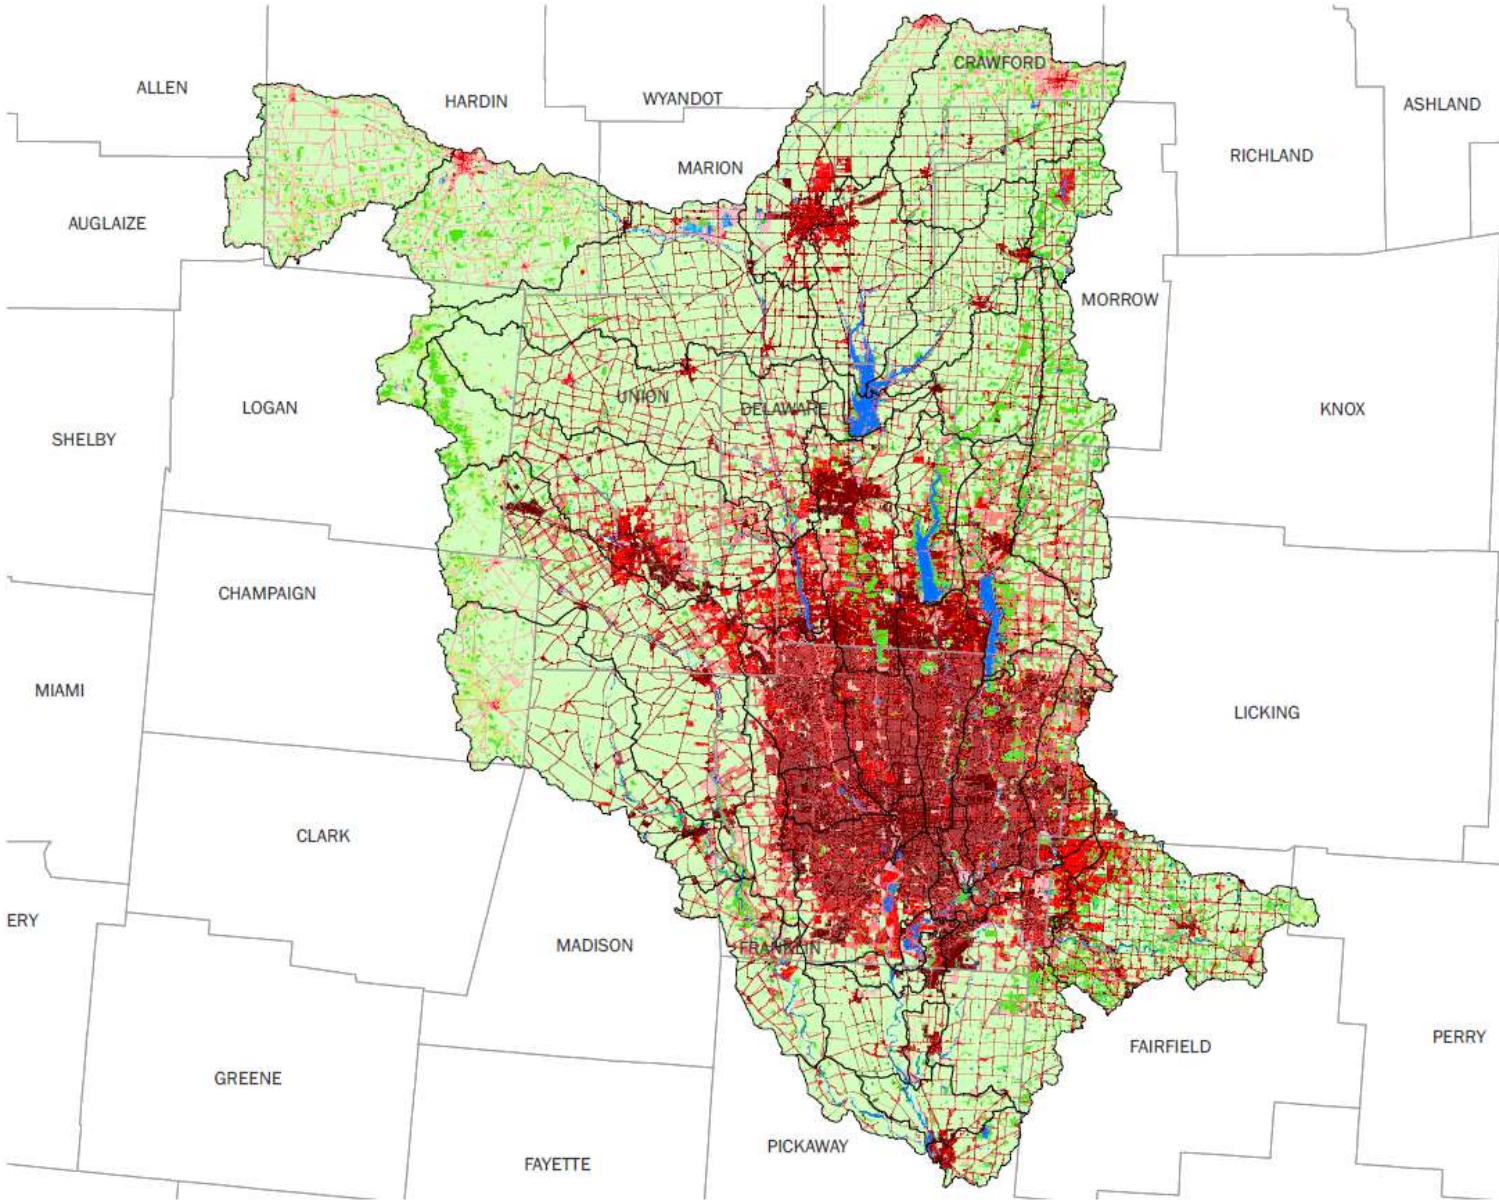 CRAWFORD
ALLEN
HARDIN
WYANDOT
ASHLAND
RICHLAND
MARION
AUGLAIZE
MORROW
LOGAN
UNION
DELAWARE
KNOX
SHELBY
CHAMPAIGN
MIAMI
LICKING
CLARK
ERY
MADISON
FRANKLIN
PERRY
FAIRFIELD
GREENE
PICKAWAY
FAYETTE